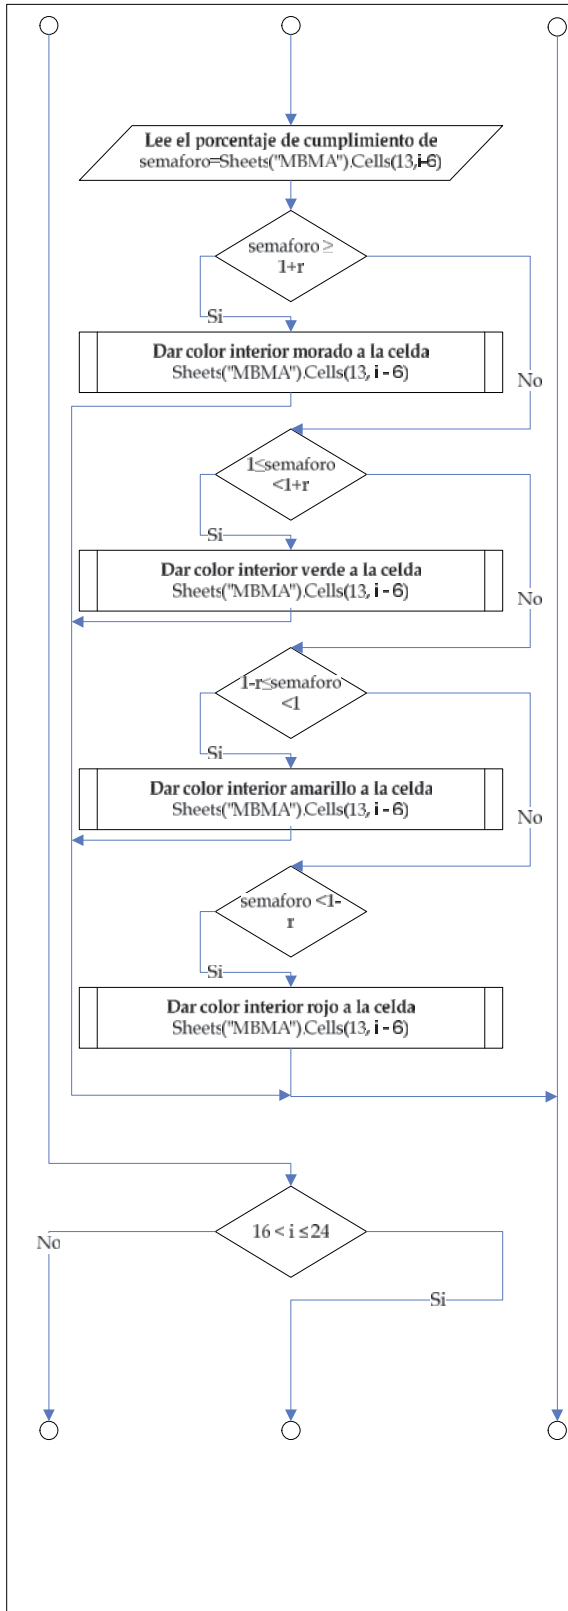 Lee el porcentaje de cumplimiento de
semaforo=Sheets("MBMA").Cells(13,i-6)
semaforo ≥
1+r
Si
Dar color interior morado a la celda
Sheets("MBMA").Cells(13, i - 6)
No
1≤semaforo
<1+r
Si
Dar color interior verde a la celda
Sheets("MBMA").Cells(13, i - 6)
No
1-r≤semaforo
<1
Si
Dar color interior amarillo a la celda
Sheets("MBMA").Cells(13, i - 6)
No
semaforo <1-
r
Si
Dar color interior rojo a la celda
Sheets("MBMA").Cells(13, i - 6)
16 < i ≤24
No
Si